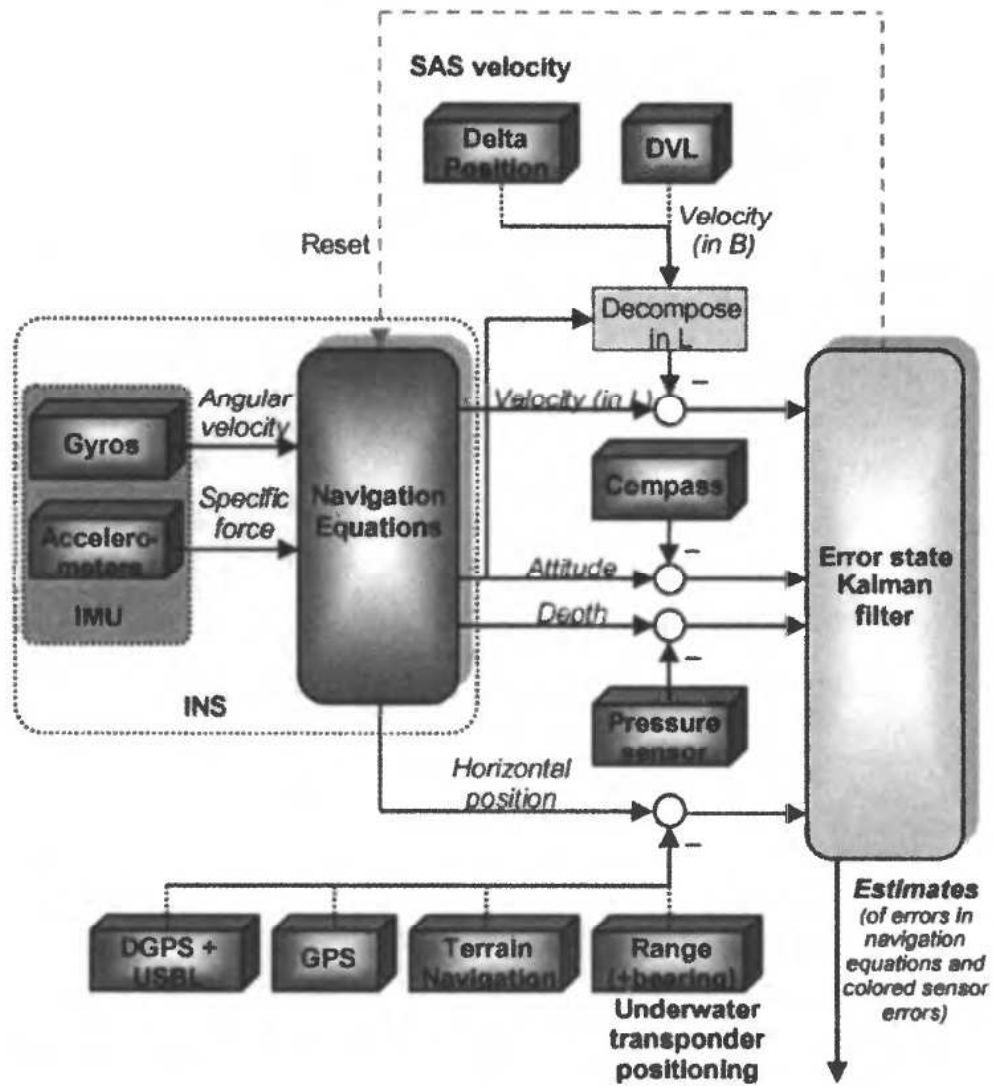 SAS velocity
Delta
Position
DVL
Velocity
(in B)
Reset
Decompose
in L
Angular
velocity
Velocity (in L)
Gyros
Specific
force
Navigation
Equations
Compass
Accelero-
meters
Attitude
Error state
Kalman
filter
IMU
Depth
INS
Pressure
sensor
Horizontal
position
Estimates
(of errors in
navigation
equations and
colored sensor
errors)
DGPS +
USBL
GPS
Terrain
Navigation
Range
(+bearing)
Underwater
transponder
positioning